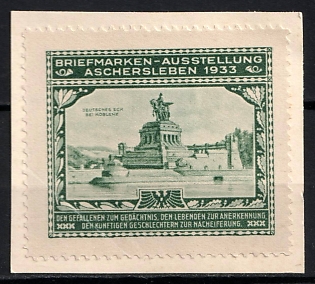 BRIEFMARKEN-AUSSTELLUNG
ASCHERSLEBEN 1933
DEUTSCHES ECK
BEI KOBLENZ
DEN GEFALLENEN ZUM GEDÄCHTNIS, DEN LEBENDEN ZUR ANERKENNUNG,
DEN KÜNFTIGEN GESCHLECHTERN ZUR NACHEIFERUNG.